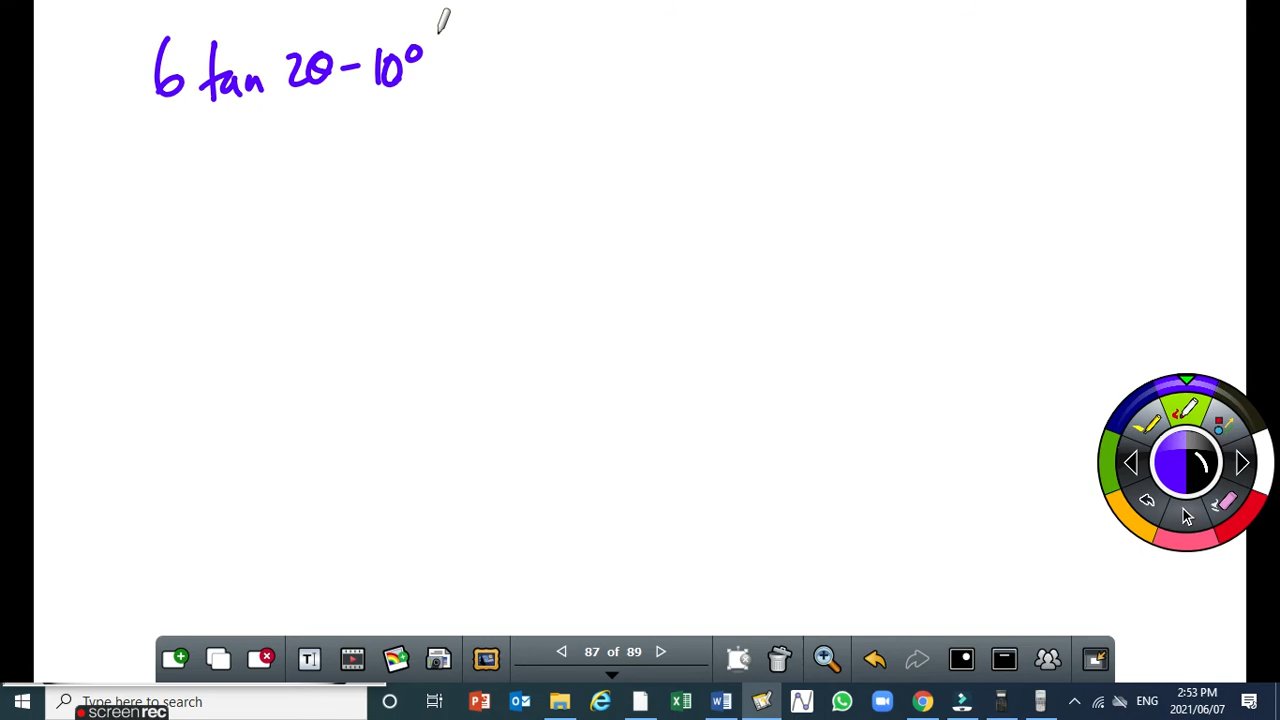 6 tan 2θ - 10°
87 of 89
Type here to search
screenrec
ENG
2:53 PM
2021/06/07